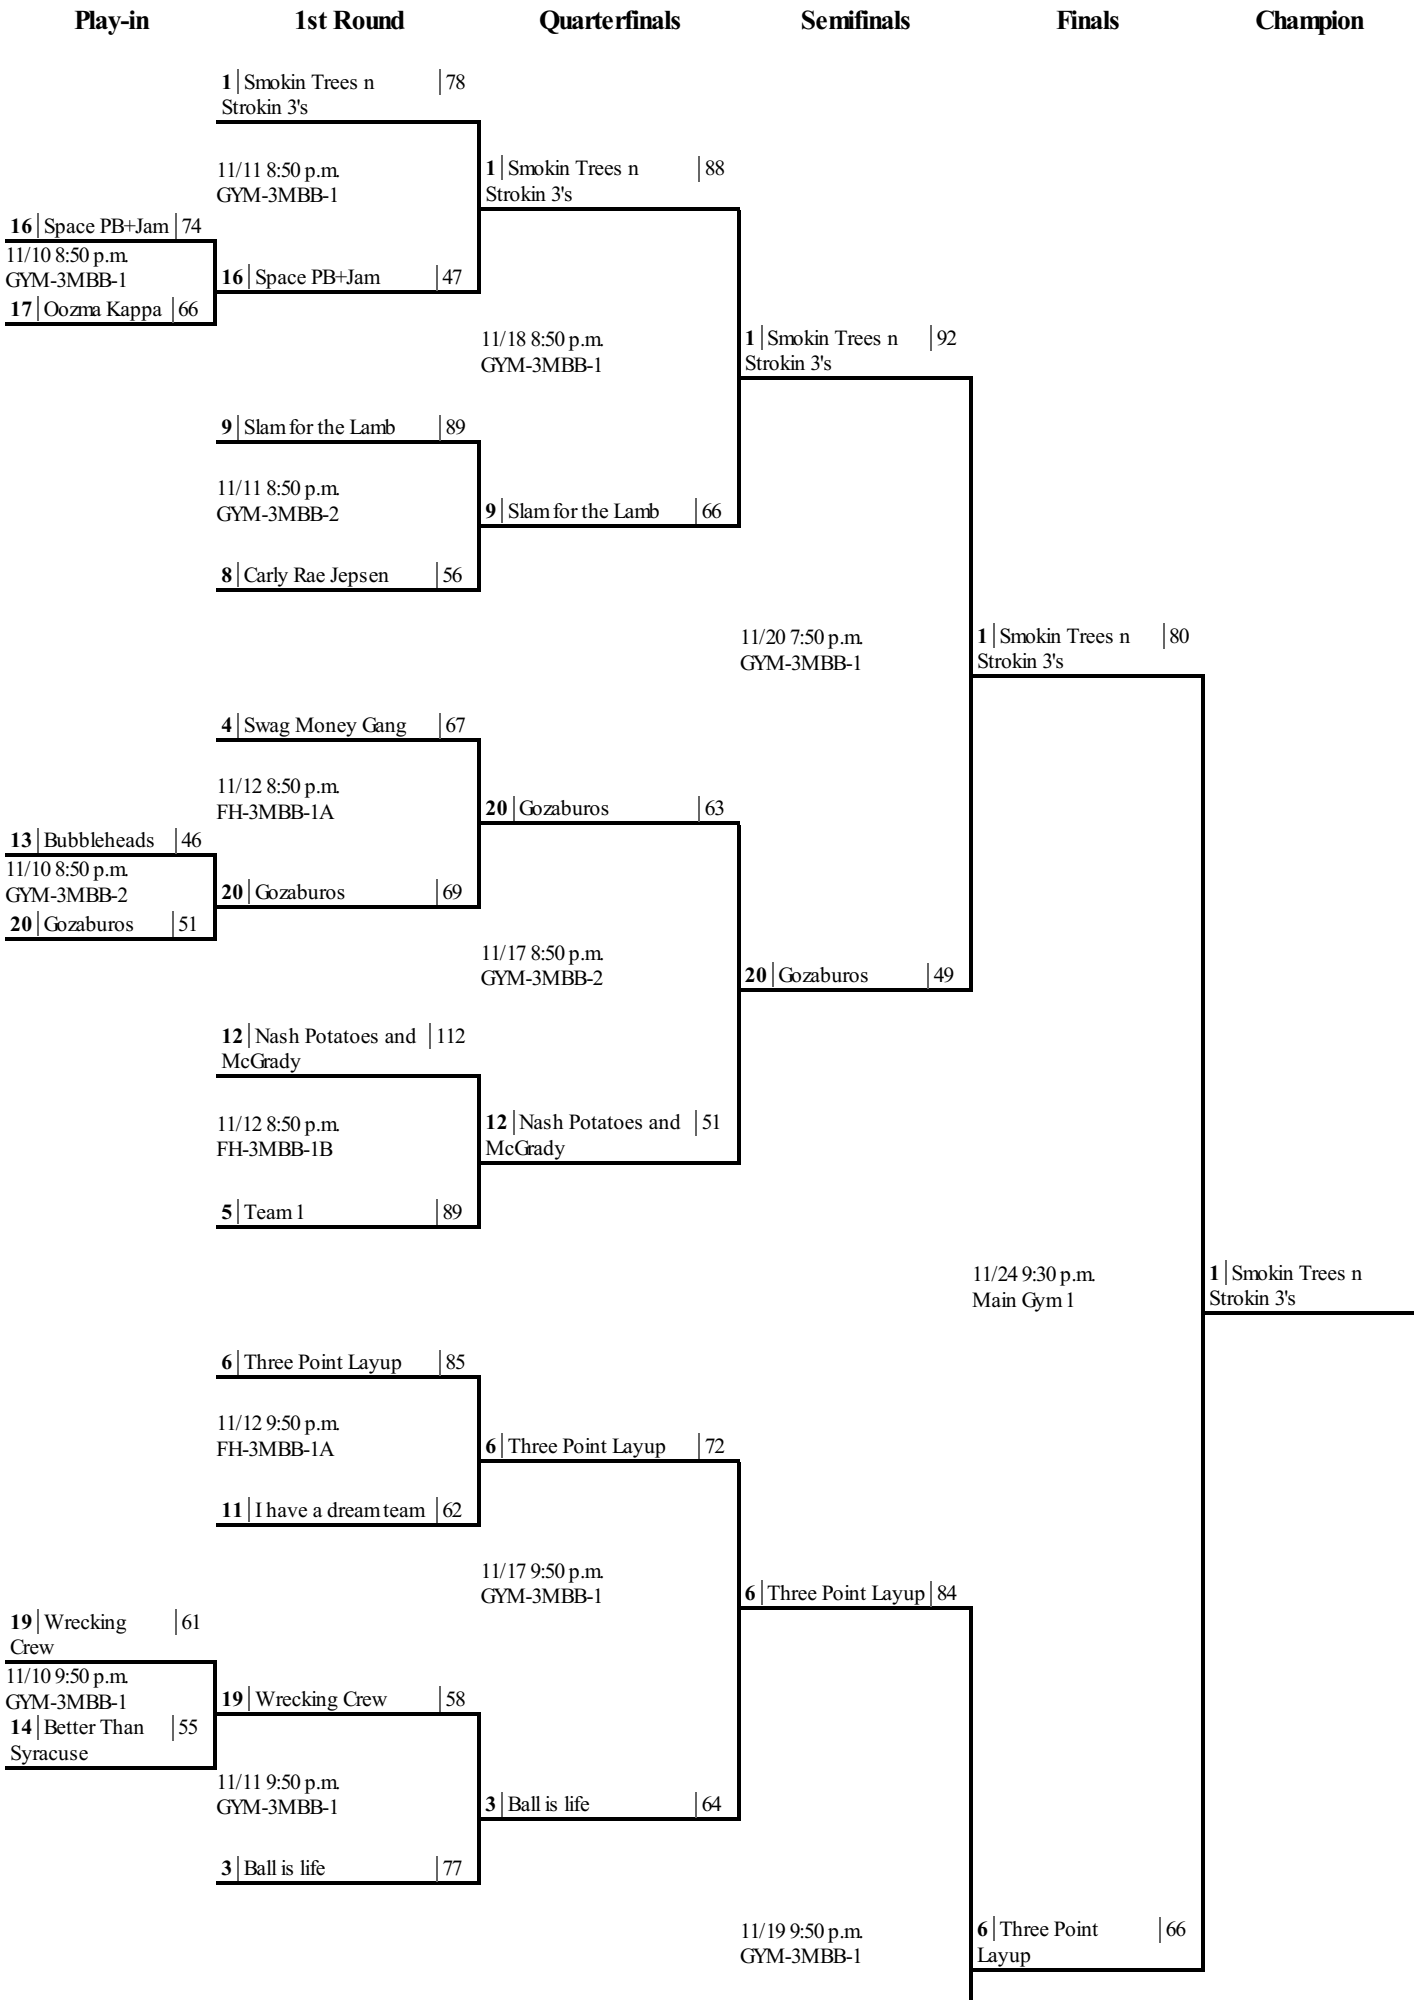 Play-in 1st Round Quarterfinals Semifinals Finals Champion
1 Smokin Trees n 78
Strokin 3's
11/11 8:50 p.m.
GYM-3MBB-1
1 Smokin Trees n 88
Strokin 3's
16 Space PB+Jam 74
11/10 8:50 p.m.
GYM-3MBB-1
17 Oozma Kappa 66
16 Space PB+Jam 47
11/18 8:50 p.m.
GYM-3MBB-1
1 Smokin Trees n 92
Strokin 3's
9 Slam for the Lamb 89
11/11 8:50 p.m.
GYM-3MBB-2
9 Slam for the Lamb 66
8 Carly Rae Jepsen 56
11/20 7:50 p.m.
GYM-3MBB-1
1 Smokin Trees n 80
Strokin 3's
4 Swag Money Gang 67
11/12 8:50 p.m.
FH-3MBB-1A
20 Gozaburos 63
13 Bubbleheads 46
11/10 8:50 p.m.
GYM-3MBB-2
20 Gozaburos 51
20 Gozaburos 69
11/17 8:50 p.m.
GYM-3MBB-2
20 Gozaburos 49
12 Nash Potatoes and 112
McGrady
11/12 8:50 p.m.
FH-3MBB-1B
12 Nash Potatoes and 51
McGrady
5 Team 1 89
11/24 9:30 p.m.
Main Gym 1
1 Smokin Trees n
Strokin 3's
6 Three Point Layup 85
11/12 9:50 p.m.
FH-3MBB-1A
6 Three Point Layup 72
11 I have a dream team 62
11/17 9:50 p.m.
GYM-3MBB-1
6 Three Point Layup 84
19 Wrecking 61
Crew
11/10 9:50 p.m.
GYM-3MBB-1
14 Better Than 55
Syracuse
19 Wrecking Crew 58
11/11 9:50 p.m.
GYM-3MBB-1
3 Ball is life 64
3 Ball is life 77
11/19 9:50 p.m.
GYM-3MBB-1
6 Three Point 66
Layup